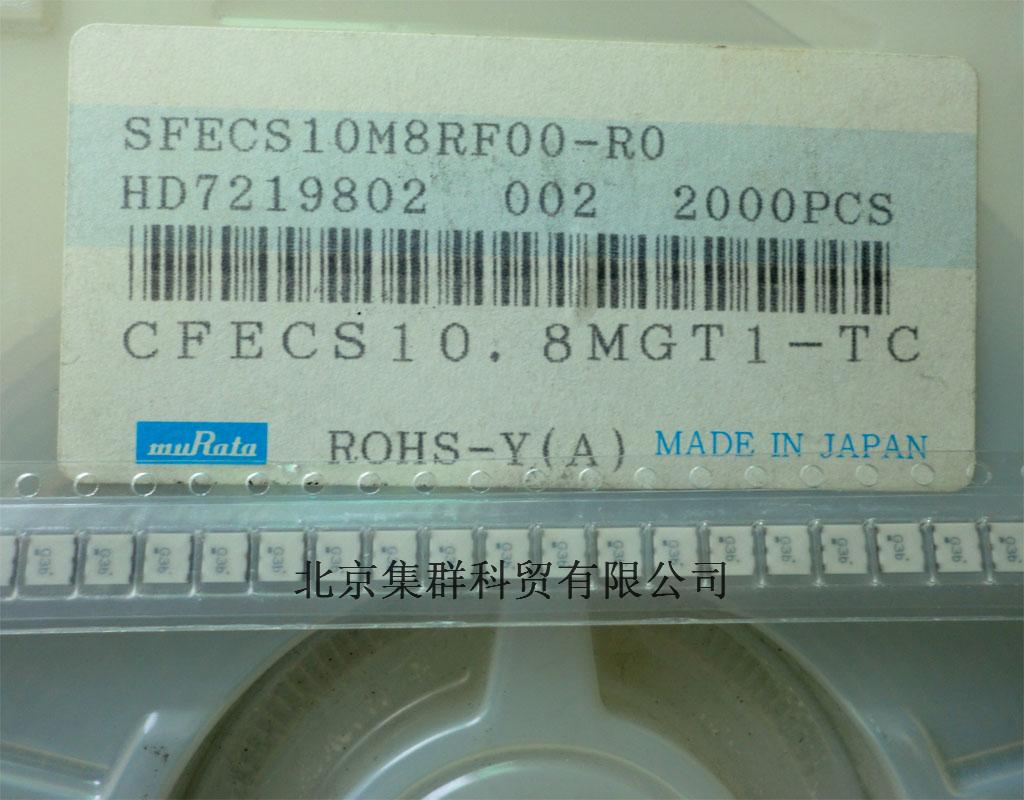 SFECS10M8RF00-R0
HD7219802 002 2000PCS
CFECS10.8MGT1-TC
muRata ROHS-Y(A) MADE IN JAPAN
北京集群科贸有限公司